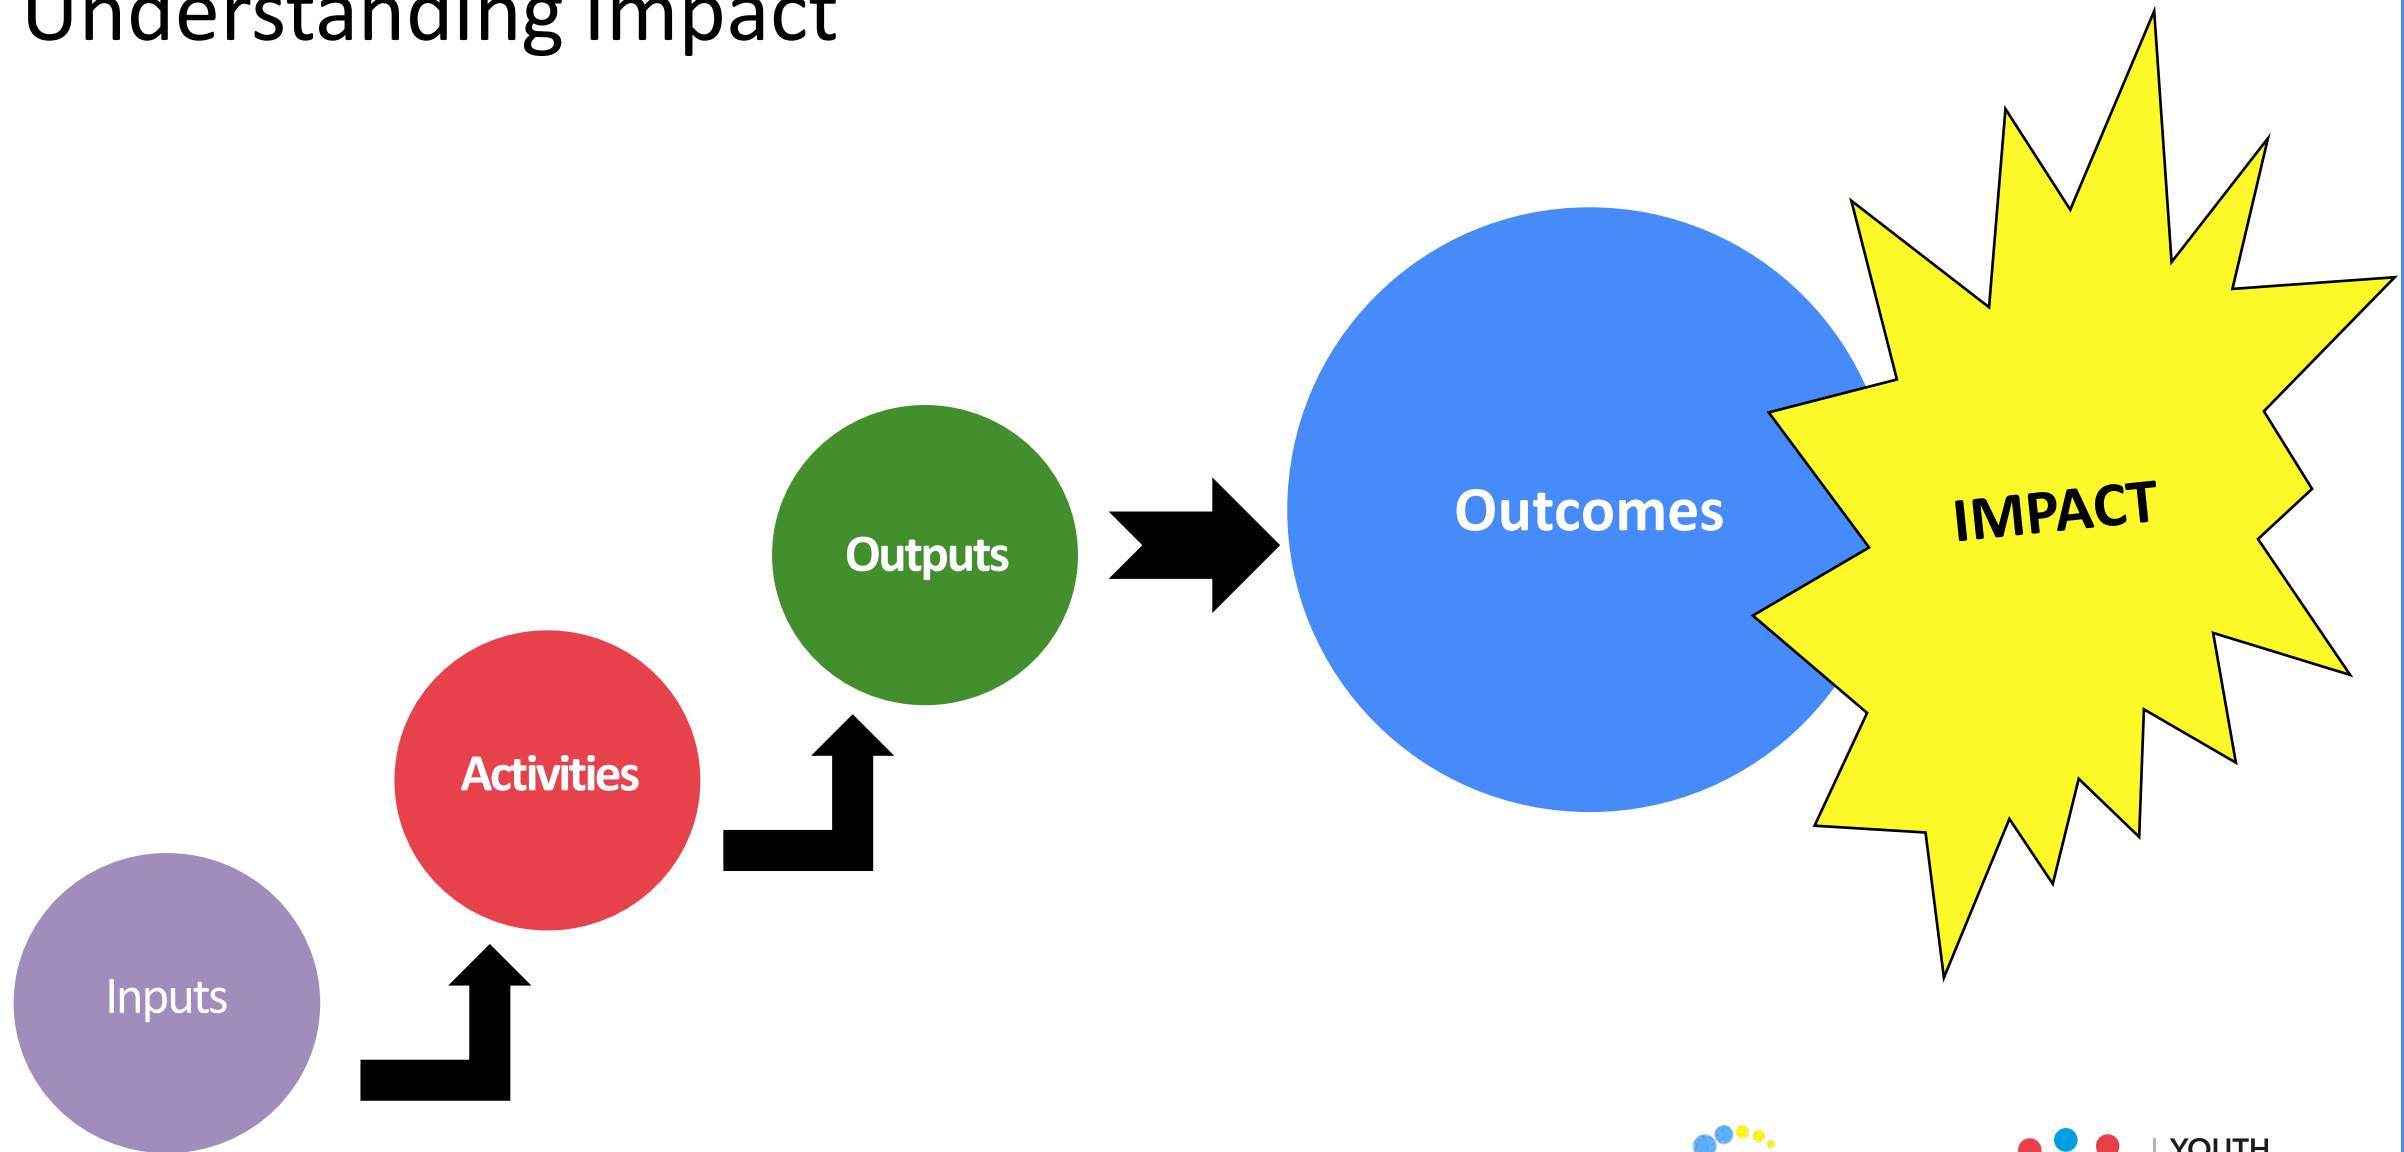 Understanding Impact
Outcomes
IMPACT
Outputs
Activities
Inputs
YOUTH